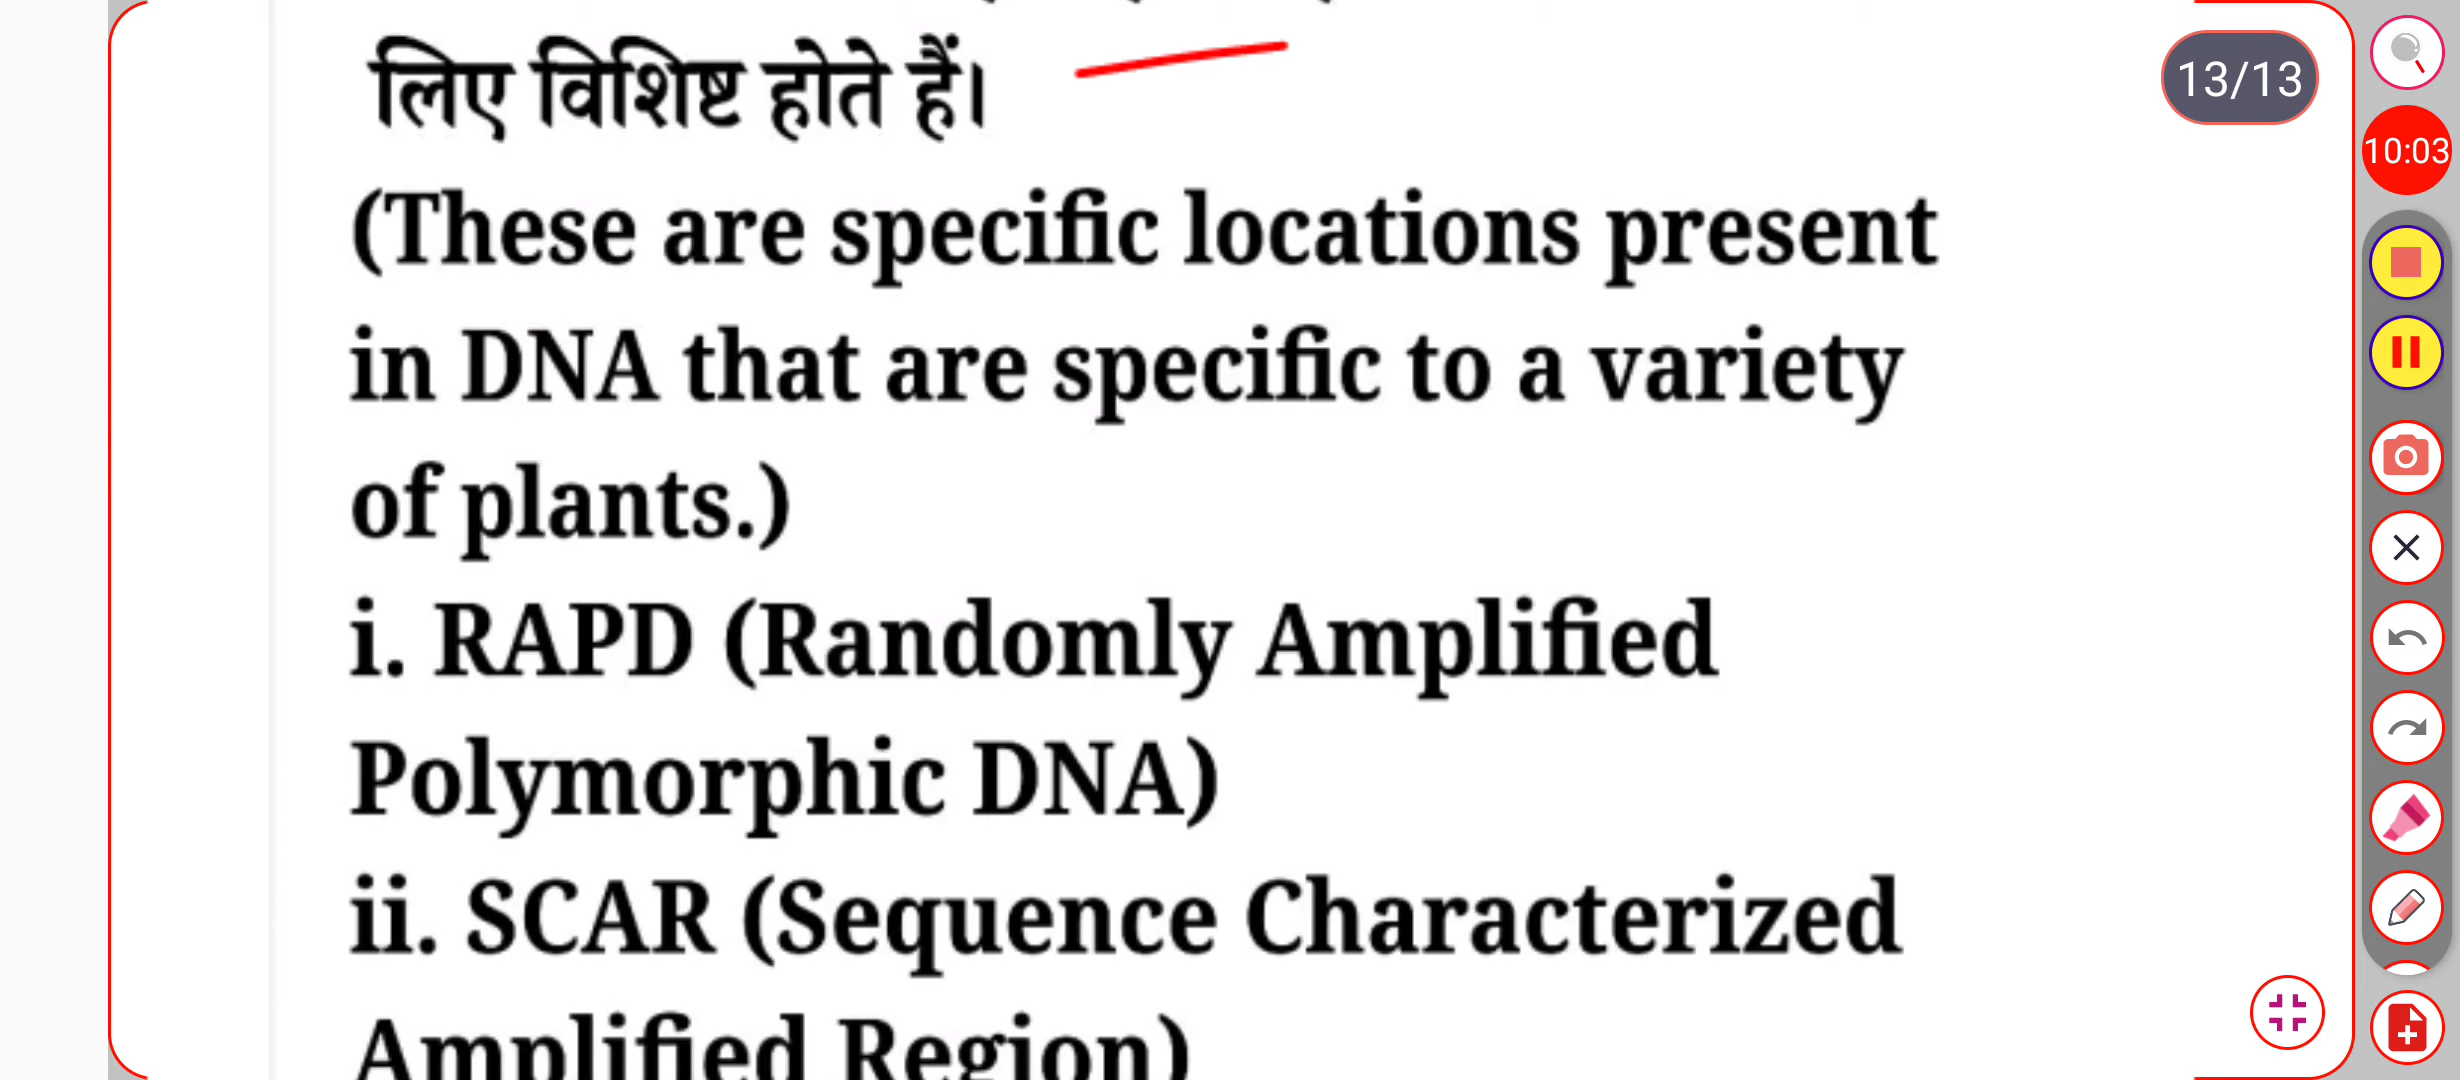 लिए विशिष्ट होते हैं।
13/13
10:03
(These are specific locations present
in DNA that are specific to a variety
of plants.)
i. RAPD (Randomly Amplified
Polymorphic DNA)
ii. SCAR (Sequence Characterized
Amplified Region)